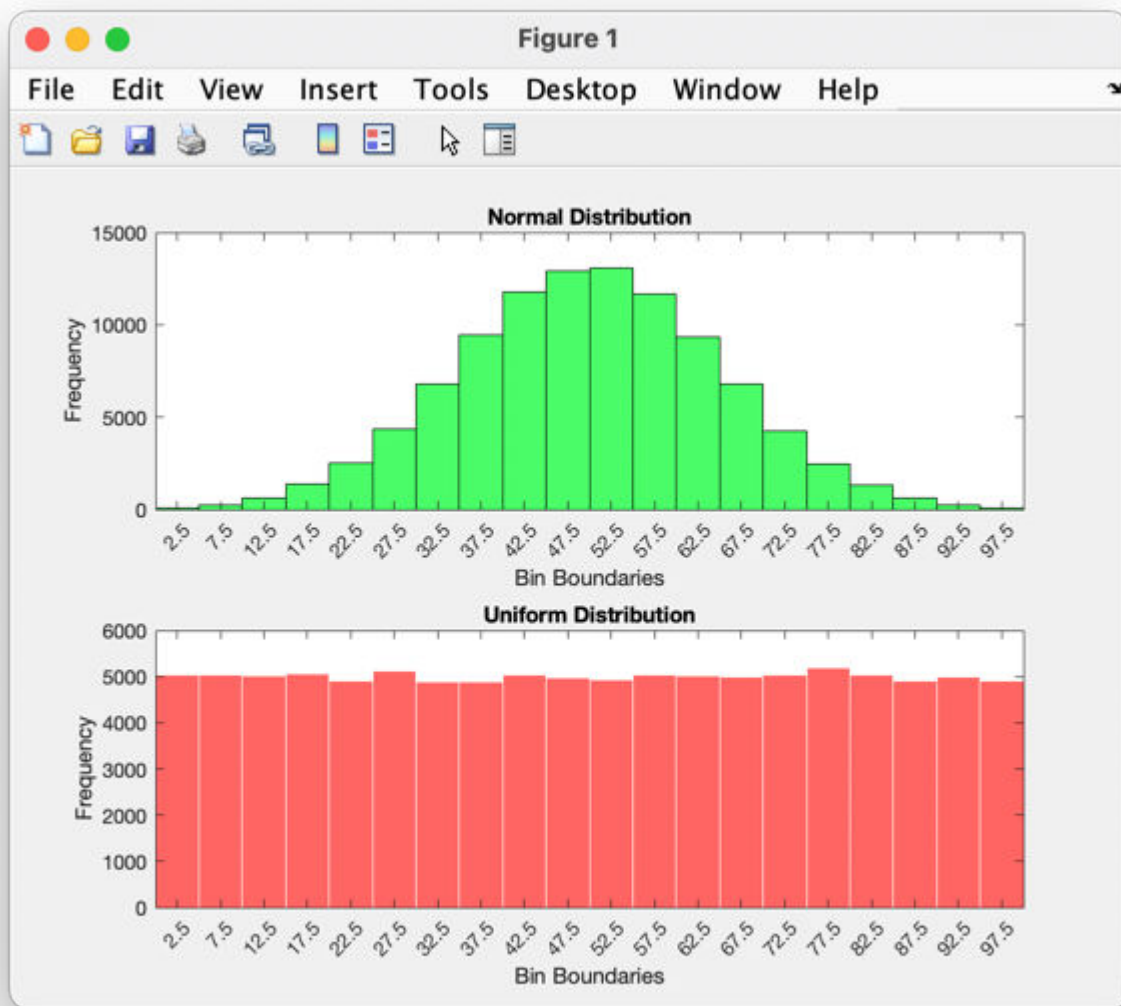 Figure 1
File Edit View Insert Tools Desktop Window Help
Normal Distribution
15000
10000
5000
0
Frequency
2.5 7.5 12.5 17.5 22.5 27.5 32.5 37.5 42.5 47.5 52.5 57.5 62.5 67.5 72.5 77.5 82.5 87.5 92.5 97.5
Bin Boundaries
Uniform Distribution
6000
5000
4000
3000
2000
1000
0
Frequency
2.5 7.5 12.5 17.5 22.5 27.5 32.5 37.5 42.5 47.5 52.5 57.5 62.5 67.5 72.5 77.5 82.5 87.5 92.5 97.5
Bin Boundaries